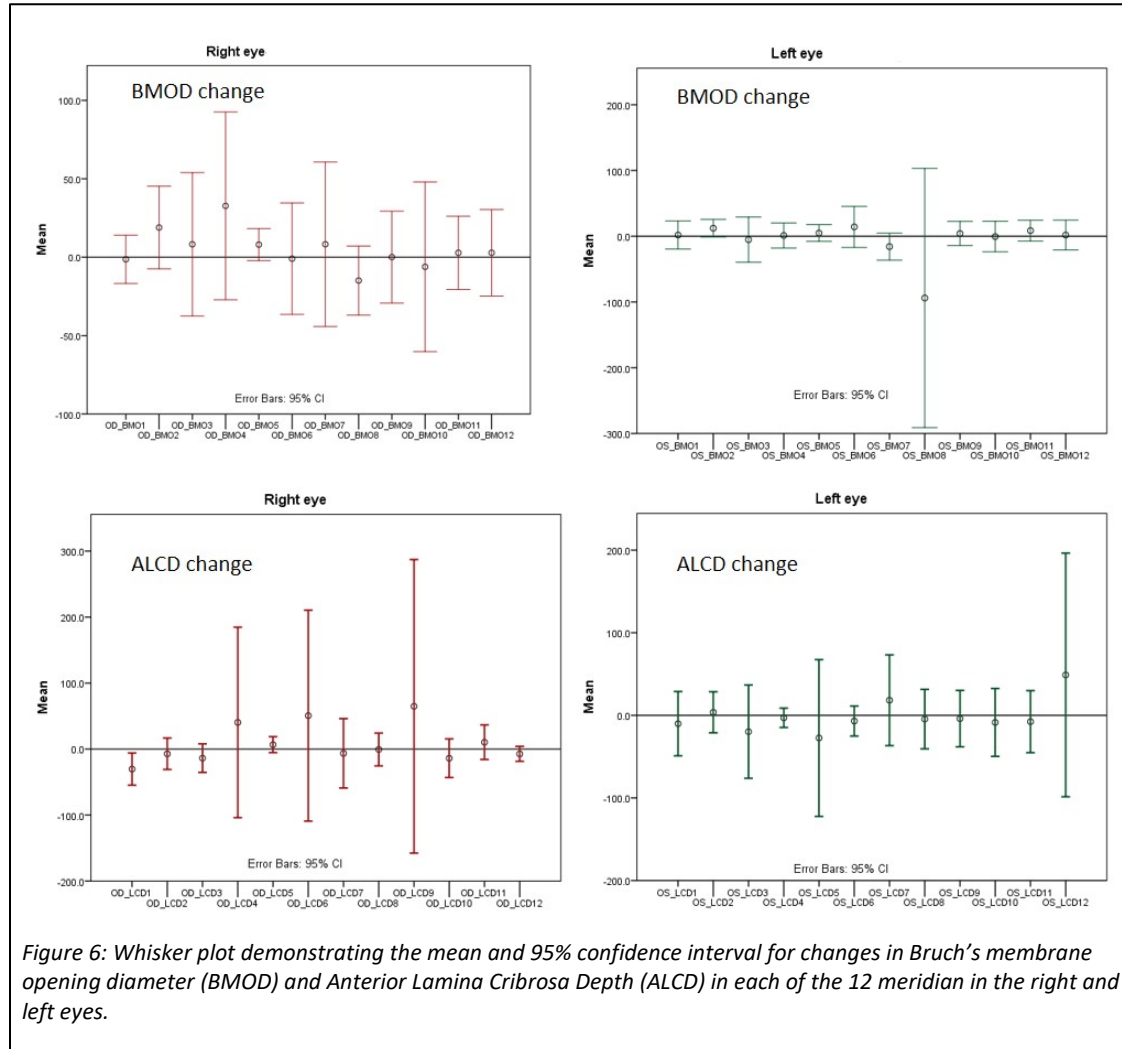 Right eye
BMOD change
Mean
100.0
50.0
0.0
-50.0
-100.0
Error Bars: 95% CI
OD_BMO1
OD_BMO2
OD_BMO3
OD_BMO4
OD_BMO5
OD_BMO6
OD_BMO7
OD_BMO8
OD_BMO9
OD_BMO10
OD_BMO11
OD_BMO12
Left eye
BMOD change
Mean
200.0
100.0
0.0
-100.0
-200.0
-300.0
Error Bars: 95% CI
OS_BMO1
OS_BMO2
OS_BMO3
OS_BMO4
OS_BMO5
OS_BMO6
OS_BMO7
OS_BMO8
OS_BMO9
OS_BMO10
OS_BMO11
OS_BMO12
Right eye
ALCD change
Mean
300.0
200.0
100.0
0.0
-100.0
-200.0
Error Bars: 95% CI
OD_LCD1
OD_LCD2
OD_LCD3
OD_LCD4
OD_LCD5
OD_LCD6
OD_LCD7
OD_LCD8
OD_LCD9
OD_LCD10
OD_LCD11
OD_LCD12
Left eye
ALCD change
Mean
200.0
100.0
0.0
-100.0
-200.0
Error Bars: 95% CI
OS_LCD1
OS_LCD2
OS_LCD3
OS_LCD4
OS_LCD5
OS_LCD6
OS_LCD7
OS_LCD8
OS_LCD9
OS_LCD10
OS_LCD11
OS_LCD12
Figure 6: Whisker plot demonstrating the mean and 95% confidence interval for changes in Bruch’s membrane
opening diameter (BMOD) and Anterior Lamina Cribrosa Depth (ALCD) in each of the 12 meridian in the right and
left eyes.